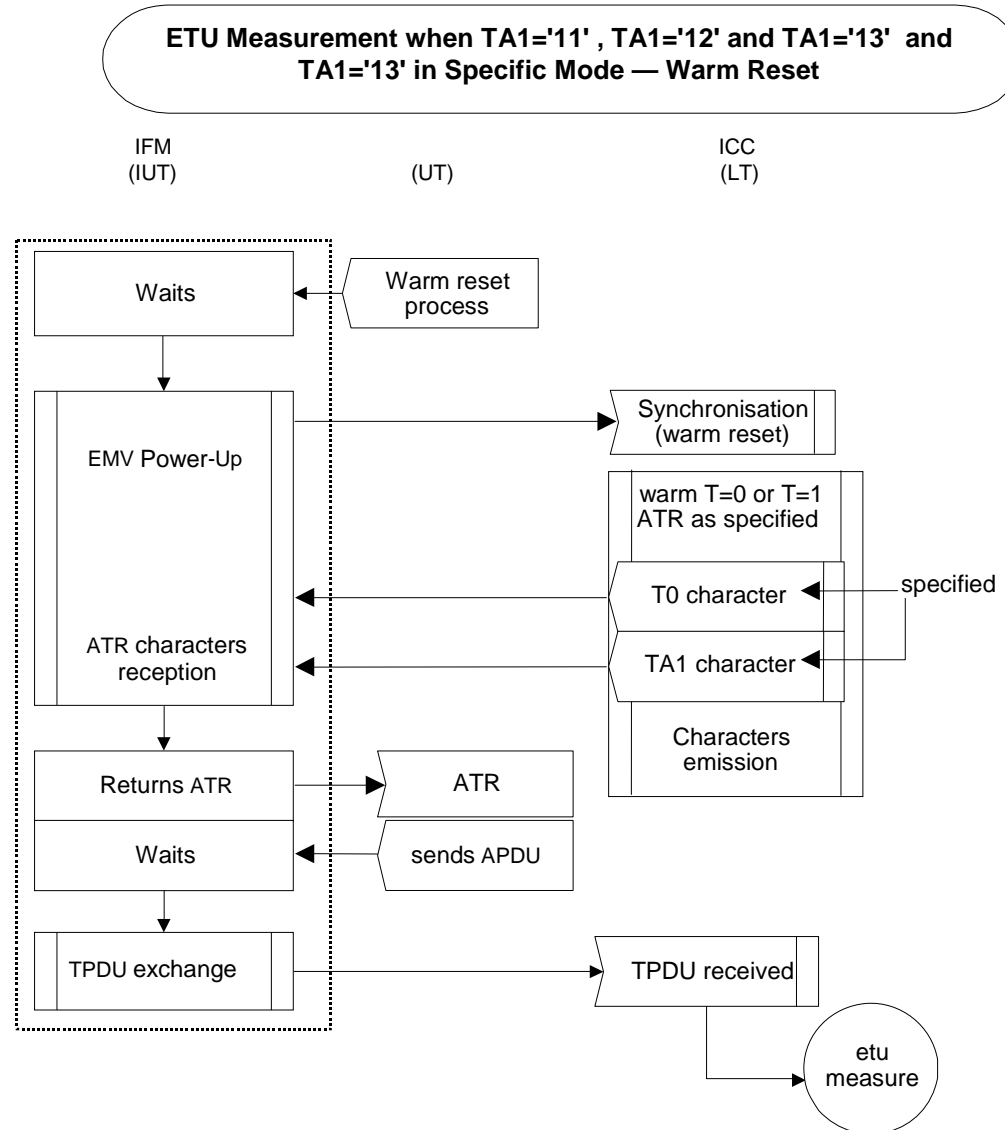 ETU Measurement when TA1='11' , TA1='12' and TA1='13' and
TA1='13' in Specific Mode — Warm Reset
IFM
(IUT)
(UT)
ICC
(LT)
Waits
Warm reset
process
EMV Power-Up
Synchronisation
(warm reset)
warm T=0 or T=1
ATR as specified
T0 character
specified
ATR characters
reception
TA1 character
Characters
emission
Returns ATR
ATR
Waits
sends APDU
TPDU exchange
TPDU received
etu
measure